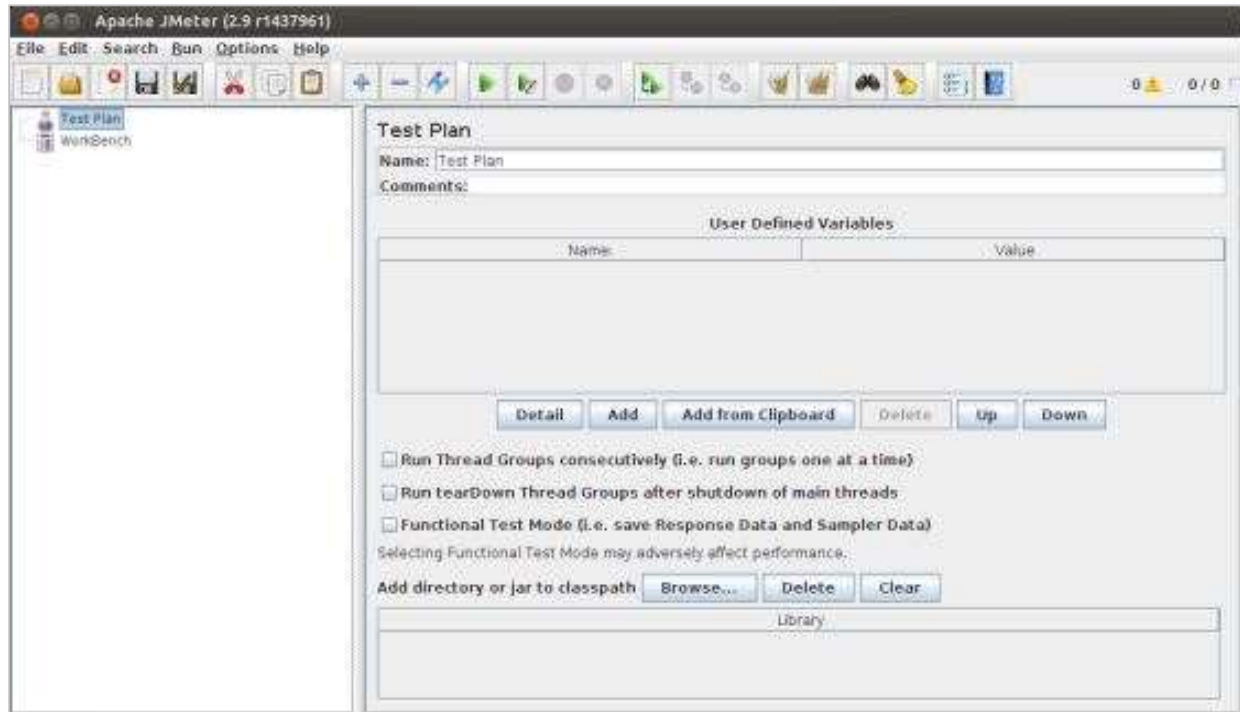 Apache JMeter (2.9 r1437961)
File Edit Search Run Options Help
0 0 / 0
Test Plan
WorkBench
Test Plan
Name: Test Plan
Comments:
User Defined Variables
Name: Value
Detail Add Add from Clipboard Delete Up Down
Run Thread Groups consecutively (i.e. run groups one at a time)
Run tearDown Thread Groups after shutdown of main threads
Functional Test Mode (i.e. save Response Data and Sampler Data)
Selecting Functional Test Mode may adversely affect performance.
Add directory or jar to classpath Browse... Delete Clear
Library